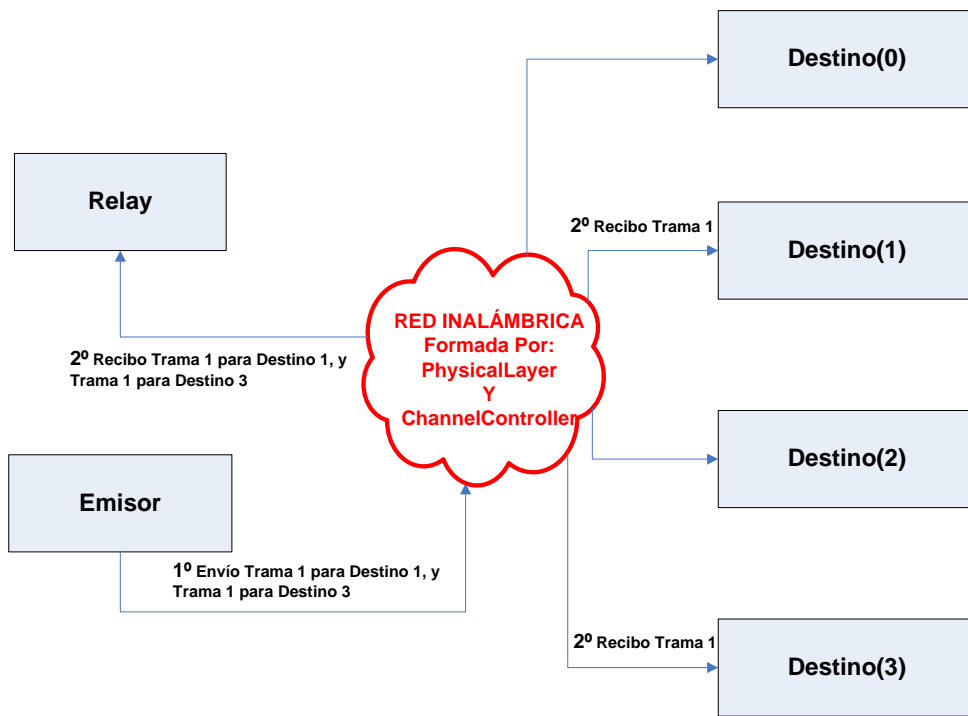 Destino(0)
Relay
2º Recibo Trama 1
Destino(1)
RED INALÁMBRICA
Formada Por:
PhysicalLayer
Y
ChannelController
2º Recibo Trama 1 para Destino 1, y
Trama 1 para Destino 3
Destino(2)
Emisor
1º Envío Trama 1 para Destino 1, y
Trama 1 para Destino 3
2º Recibo Trama 1
Destino(3)